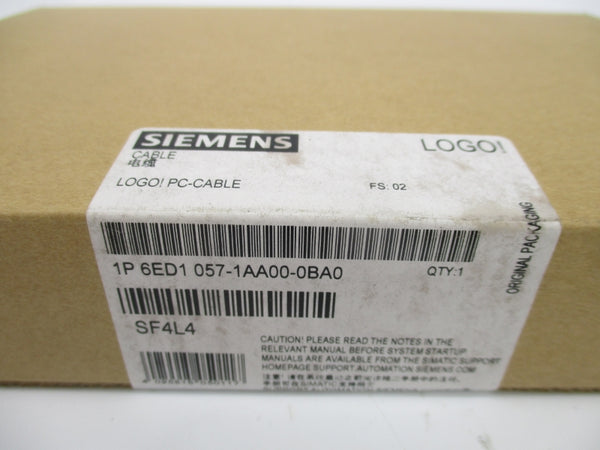 SIEMENS
LOGO!
CABLE
电缆
LOGO! PC-CABLE
FS: 02
ORIGINAL PACKAGING
1P 6ED1 057-1AA00-0BA0
QTY:1
SF4L4
CAUTION! PLEASE READ THE NOTES IN THE
RELEVANT MANUAL BEFORE SYSTEM STARTUP
MANUALS ARE AVAILABLE FROM THE SIMATIC SUPPORT
HOMEPAGE SUPPORT.AUTOMATION.SIEMENS.COM